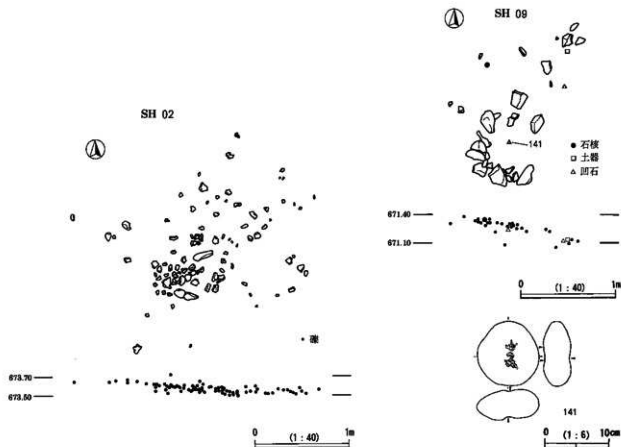 SH 02
礫
673.70
673.50
0 (1：40) 1m
SH 09
141
● 石核
□ 土器
△ 凹石
671.40
671.10
0 (1：40) 1m
141
0 (1：6) 10cm